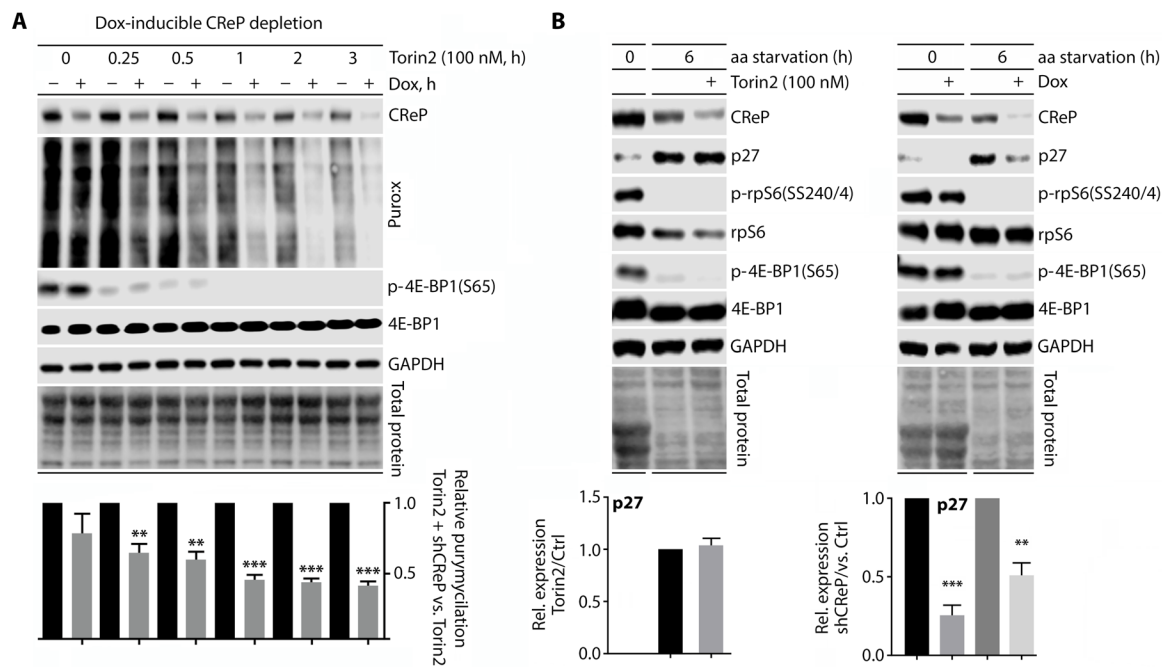 A
Dox-inducible CReP depletion
0 0.25 0.5 1 2 3 Torin2 (100 nM, h)
− + − + − + − + − + − + Dox, h
CReP
Purox:
p-4E-BP1(S65)
4E-BP1
GAPDH
Total protein
1.0
0.5
** ** *** *** ***
Relative purymycilation
Torin2 + shCReP vs. Torin2
B
0 6 aa starvation (h)
+ Torin2 (100 nM)
CReP
p27
p-rpS6(SS240/4)
rpS6
p-4E-BP1(S65)
4E-BP1
GAPDH
Total protein
1.5
1.0
0.5
0.0
p27
Rel. expression
Torin2/Ctrl
0 6 aa starvation (h)
+ + Dox
CReP
p27
p-rpS6(SS240/4)
rpS6
p-4E-BP1(S65)
4E-BP1
GAPDH
Total protein
1.0
0.5
0.0
p27
*** **
Rel. expression
shCReP/vs. Ctrl